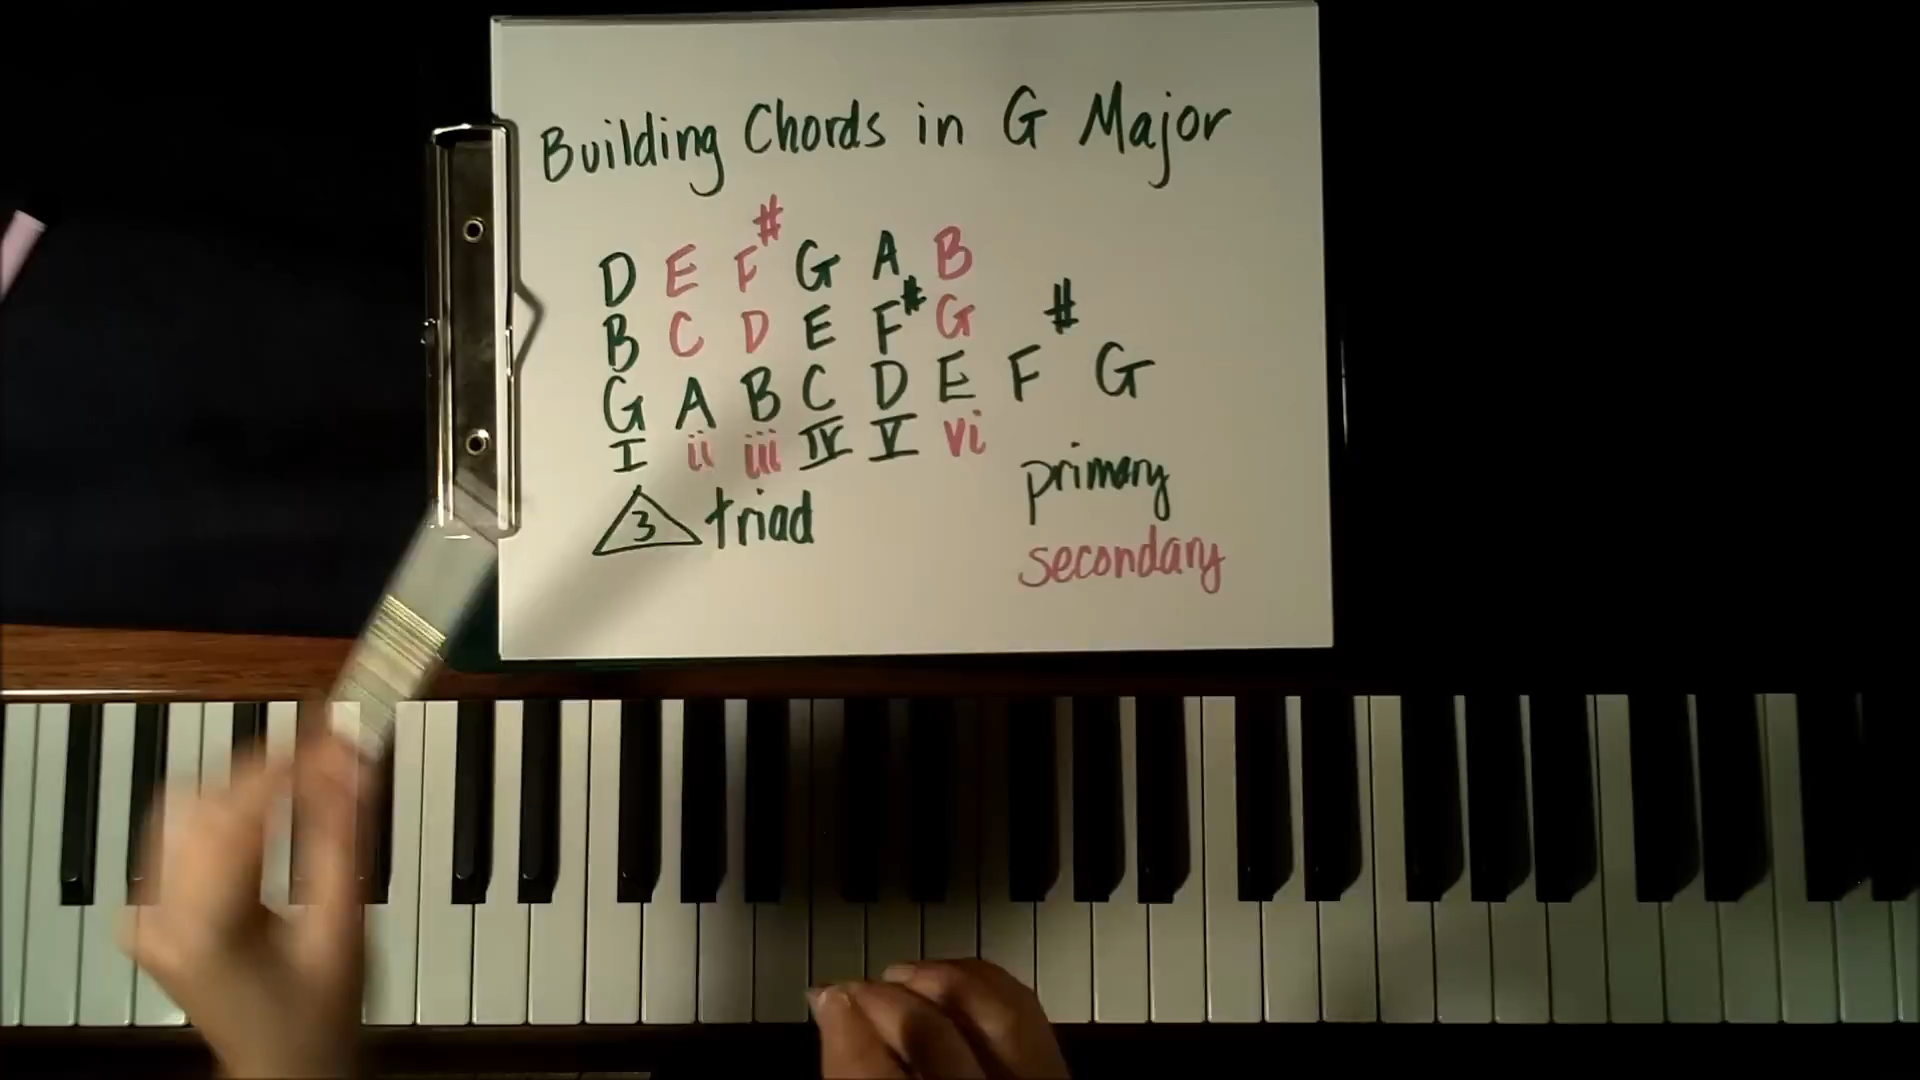 Building Chords in G Major
D E F# G A B
B C D E F# G
G A B C D E F# G
I ii iii IV V vi
3 triad
primary
secondary